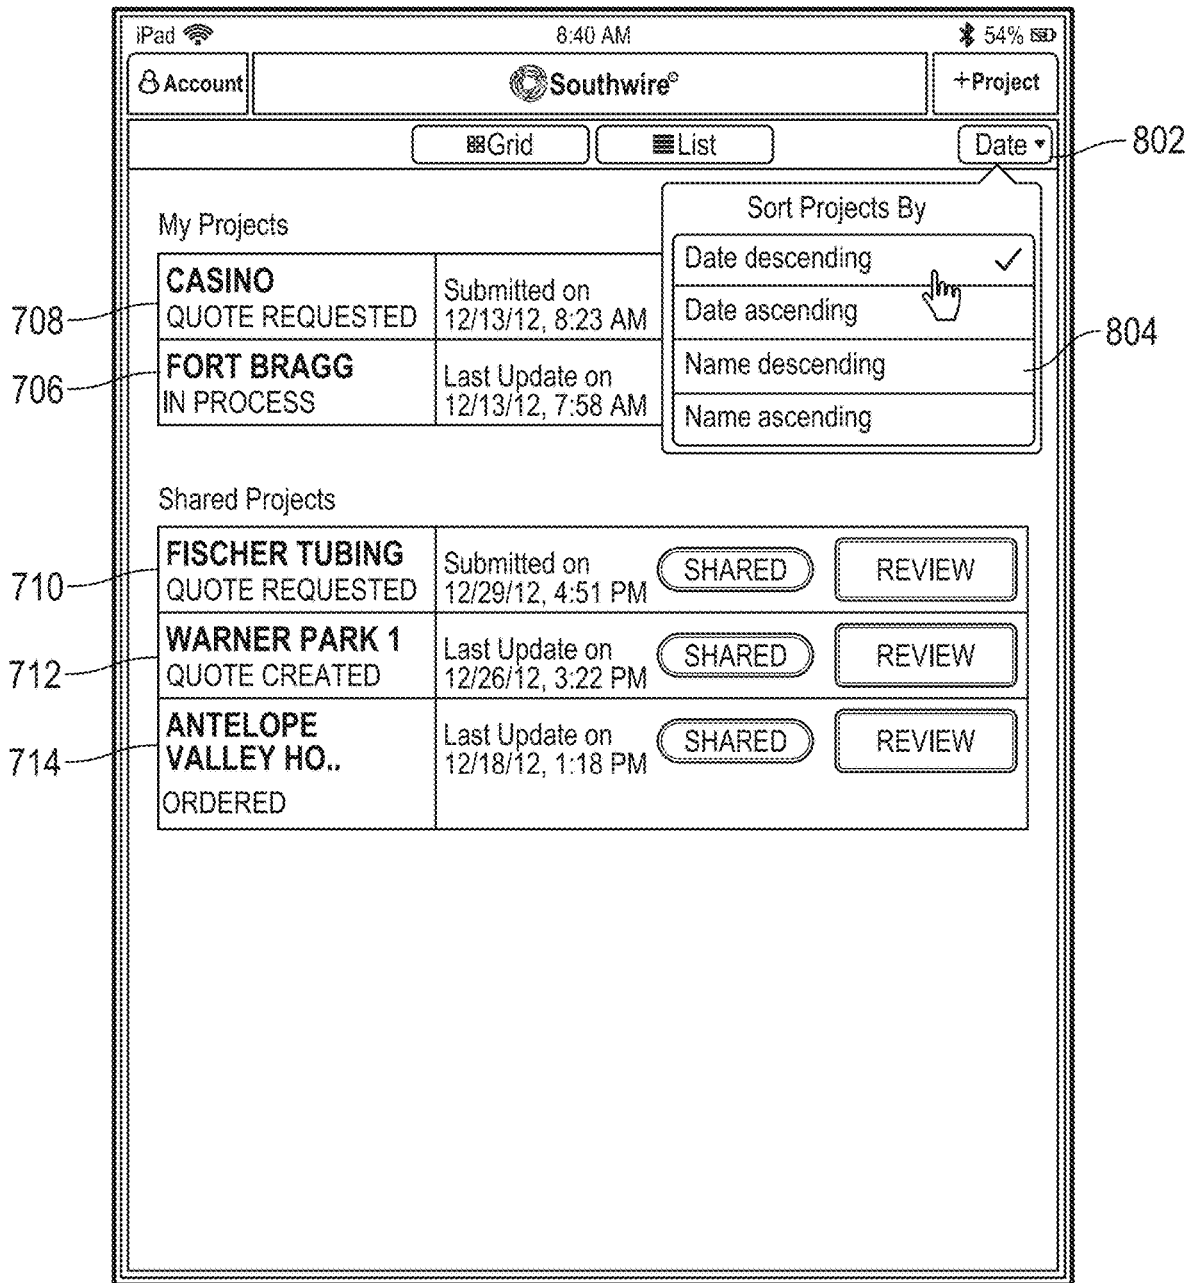 iPad 8:40 AM 54%
Account Southwire® +Project
Grid List Date 802
Sort Projects By
My Projects
Date descending
CASINO
Submitted on
708 QUOTE REQUESTED 12/13/12, 8:23 AM
Date ascending
804
FORT BRAGG
Last Update on
Name descending
706 IN PROCESS 12/13/12, 7:58 AM
Name ascending
Shared Projects
FISCHER TUBING
Submitted on SHARED REVIEW
710 QUOTE REQUESTED 12/29/12, 4:51 PM
WARNER PARK 1
Last Update on SHARED REVIEW
712 QUOTE CREATED 12/26/12, 3:22 PM
ANTELOPE
Last Update on SHARED REVIEW
714 VALLEY HO.. 12/18/12, 1:18 PM
ORDERED